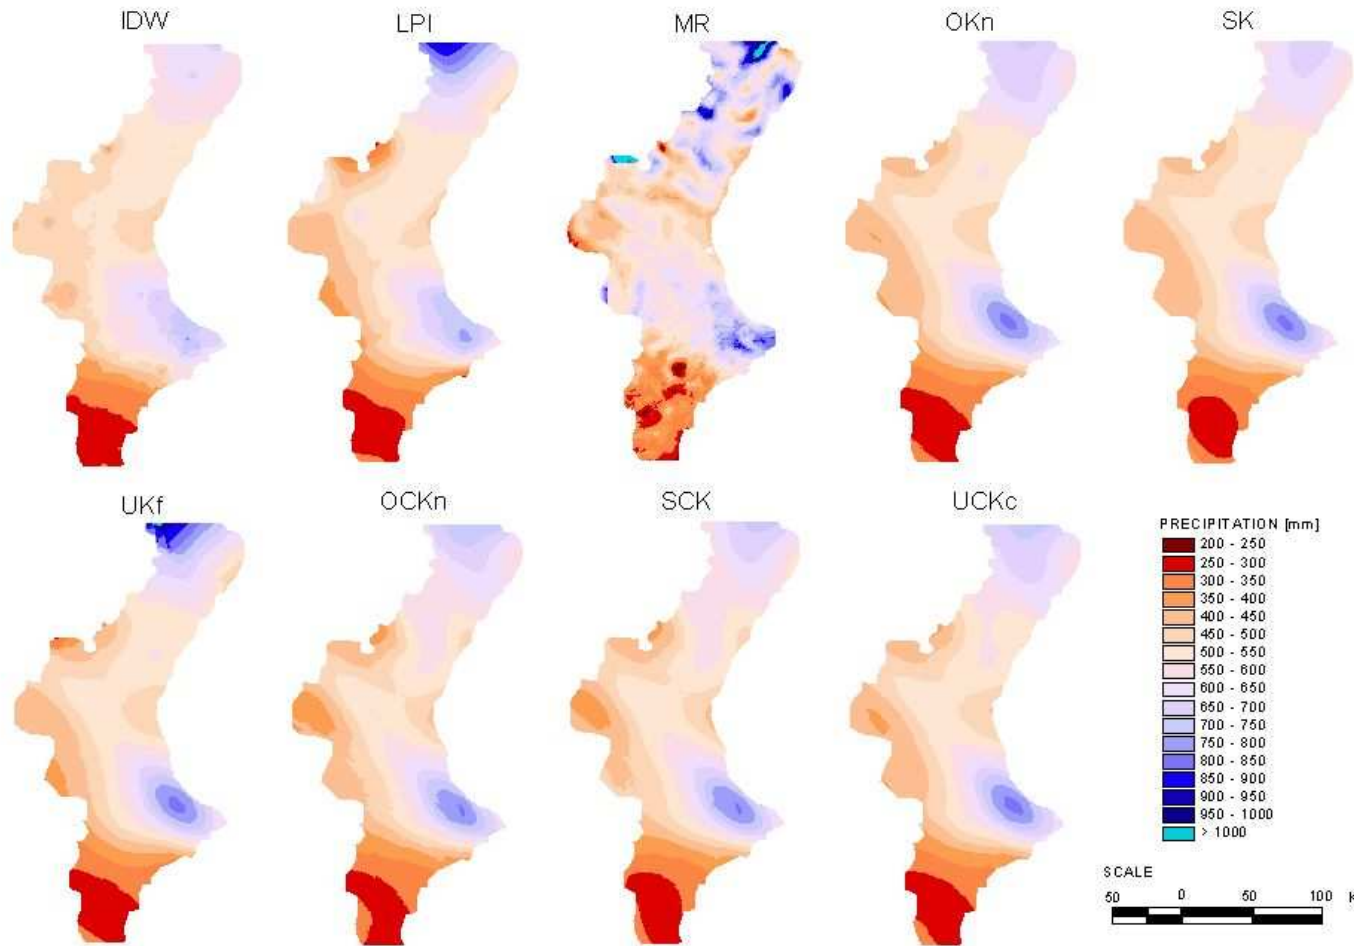 IDW LPI MR OKn SK
UKf OCKn SCK UCKc
PRECIPITATION [mm]
200 - 250
250 - 300
300 - 350
350 - 400
400 - 450
450 - 500
500 - 550
550 - 600
600 - 650
650 - 700
700 - 750
750 - 800
800 - 850
850 - 900
900 - 950
950 - 1000
> 1000
SCALE
50 0 50 100 K